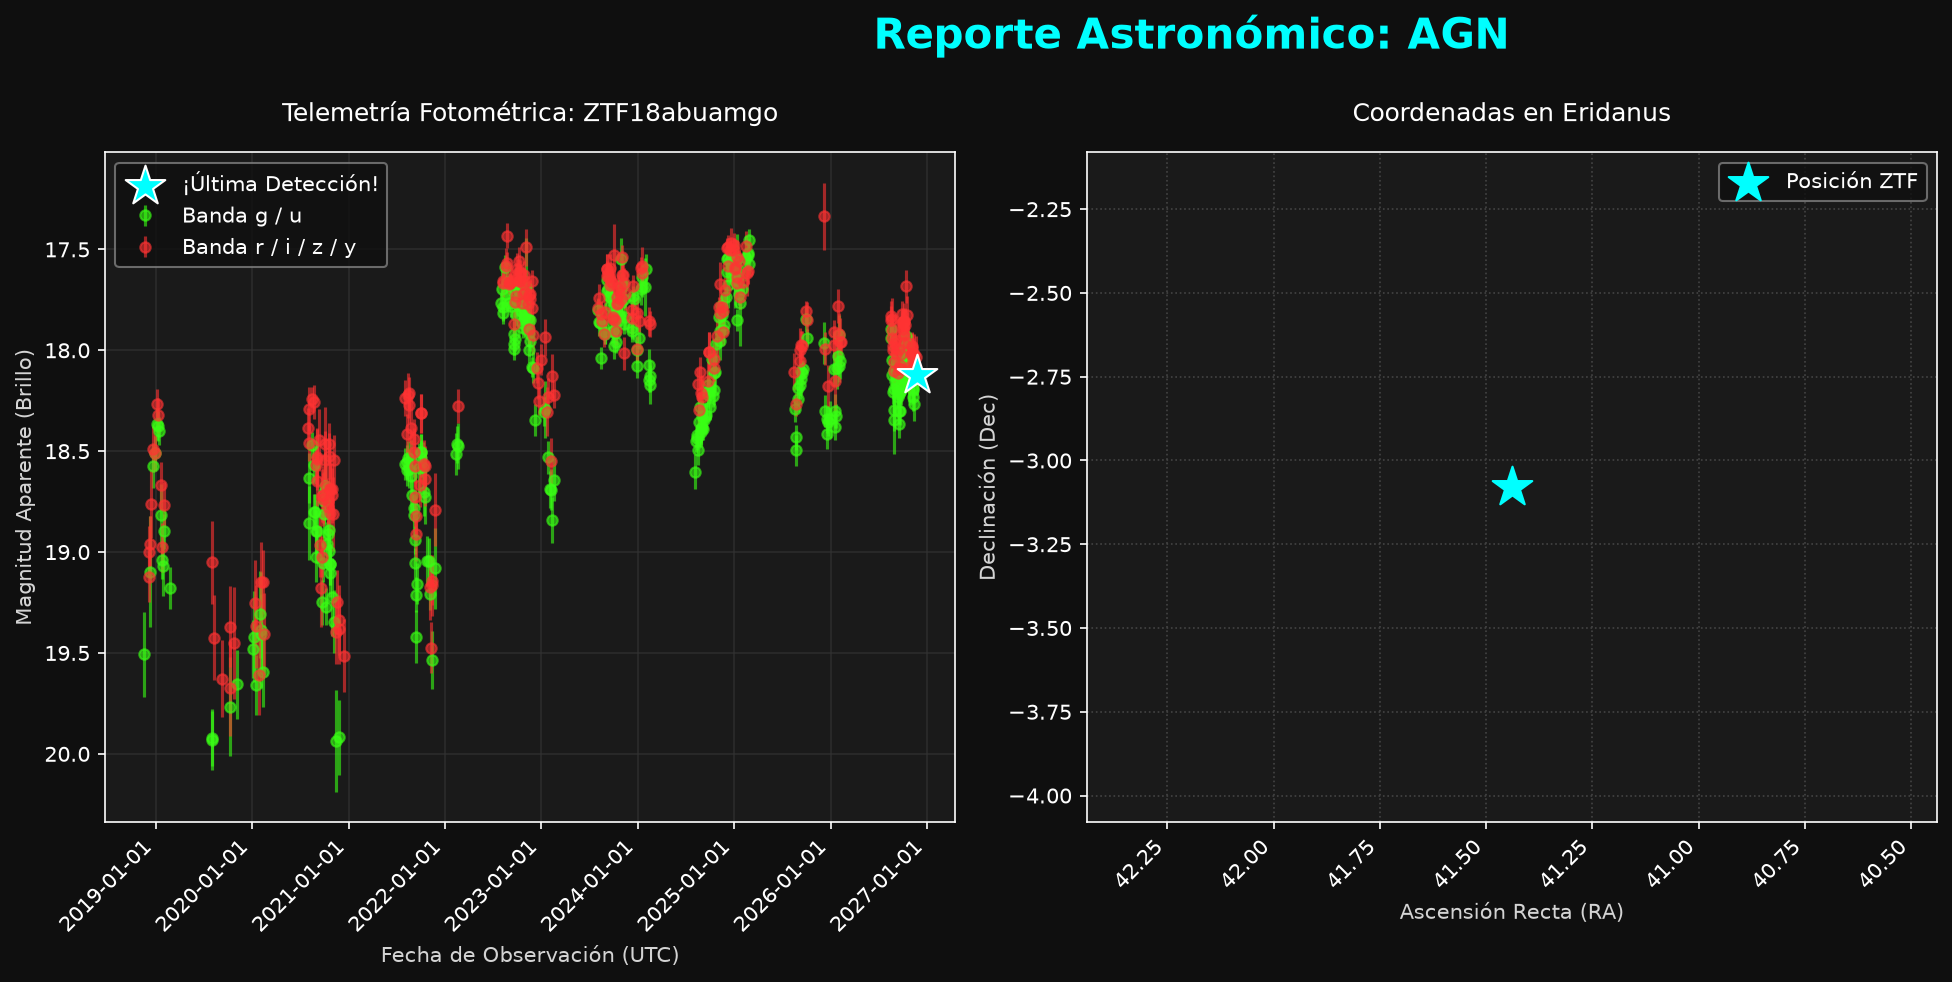 Reporte Astronómico: AGN
Telemetría Fotométrica: ZTF18abuamgo
¡Última Detección!
Banda g / u
Banda r / i / z / y
Magnitud Aparente (Brillo)
17.5
18.0
18.5
19.0
19.5
20.0
2019-01-01
2020-01-01
2021-01-01
2022-01-01
2023-01-01
2024-01-01
2025-01-01
2026-01-01
2027-01-01
Fecha de Observación (UTC)
Coordenadas en Eridanus
Posición ZTF
Declinación (Dec)
−2.25
−2.50
−2.75
−3.00
−3.25
−3.50
−3.75
−4.00
42.25
42.00
41.75
41.50
41.25
41.00
40.75
40.50
Ascensión Recta (RA)